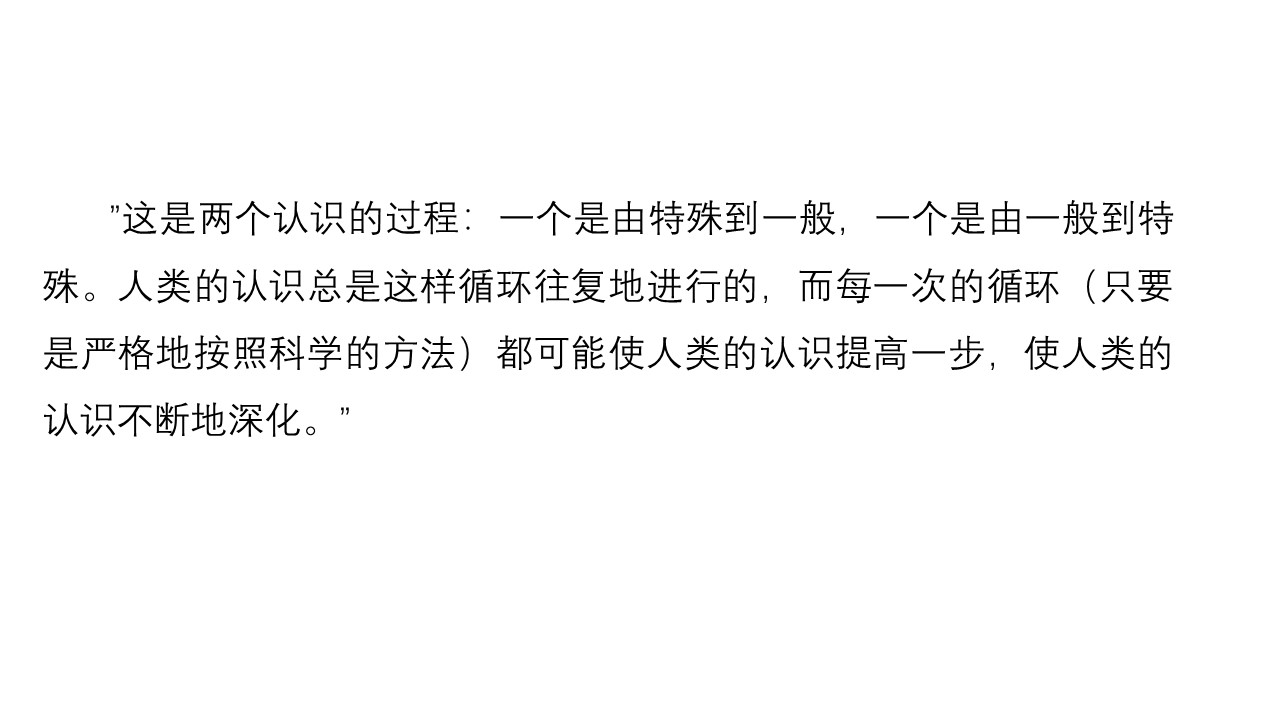 ”这是两个认识的过程：一个是由特殊到一般，一个是由一般到特
殊。人类的认识总是这样循环往复地进行的，而每一次的循环（只要
是严格地按照科学的方法）都可能使人类的认识提高一步，使人类的
认识不断地深化。”